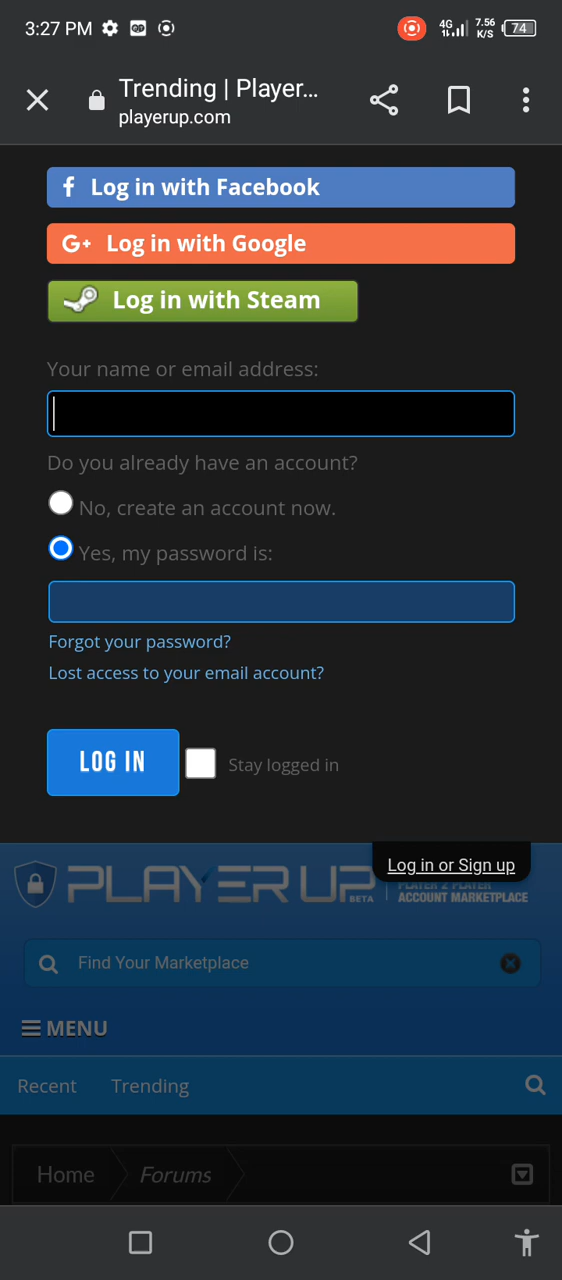 3:27 PM
4G 7.56 K/S 74
Trending | Player...
playerup.com
f Log in with Facebook
G+ Log in with Google
Log in with Steam
Your name or email address:
Do you already have an account?
No, create an account now.
Yes, my password is:
Forgot your password?
Lost access to your email account?
LOG IN
Stay logged in
Log in or Sign up
PLAYER UP BETA
PLAYER 2 PLAYER
ACCOUNT MARKETPLACE
Find Your Marketplace
MENU
Recent Trending
Home Forums